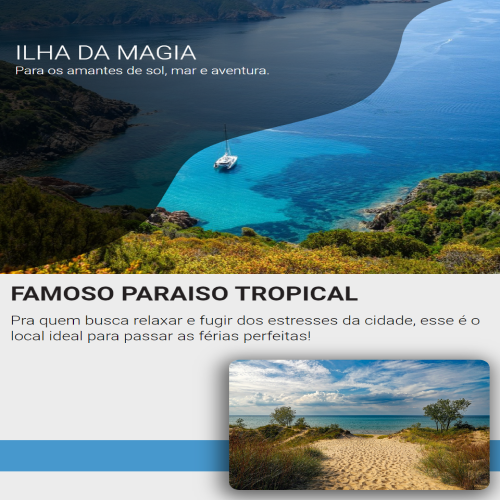 ILHA DA MAGIA
Para os amantes de sol, mar e aventura.
FAMOSO PARAISO TROPICAL
Pra quem busca relaxar e fugir dos estresses da cidade, esse é o
local ideal para passar as férias perfeitas!